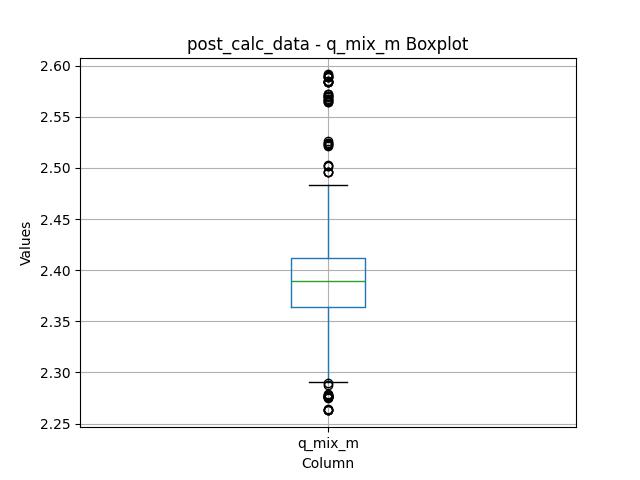 post_calc_data - q_mix_m Boxplot
2.60
2.55
2.50
2.45
2.40
2.35
2.30
2.25
Values
q_mix_m
Column